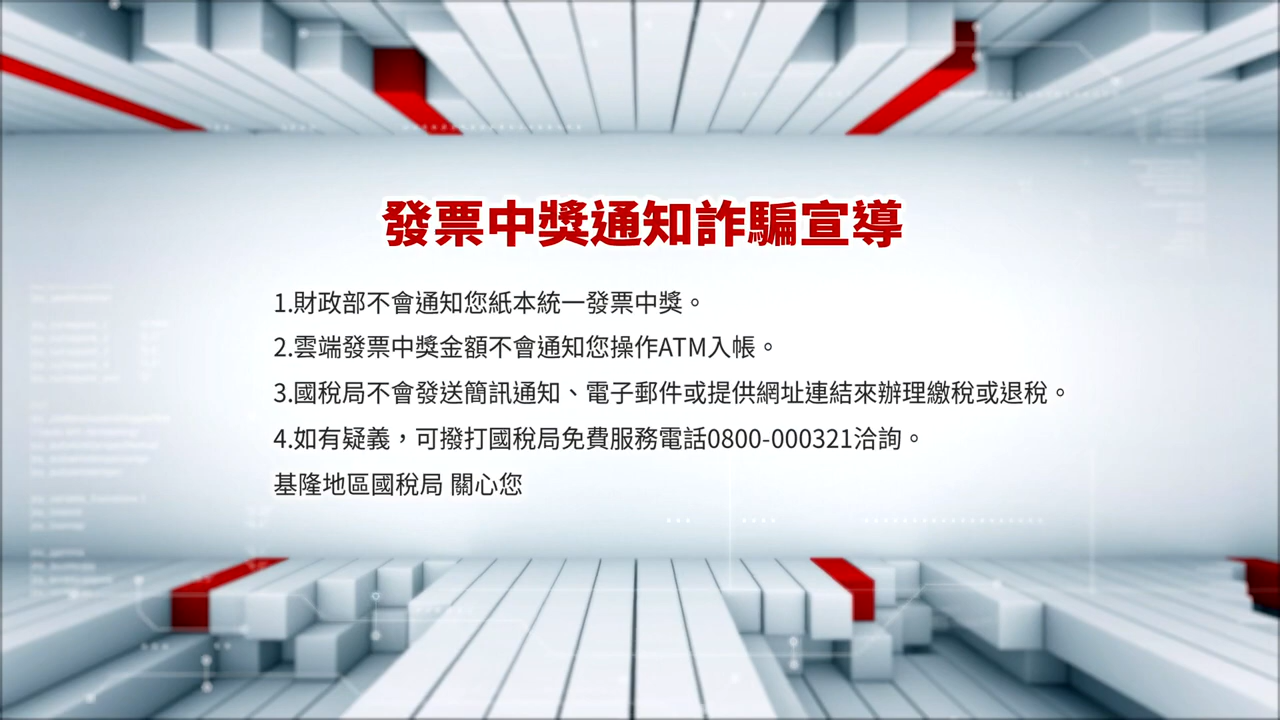 發票中獎通知詐騙宣導
1.財政部不會通知您紙本統一發票中獎。
2.雲端發票中獎金額不會通知您操作ATM入帳。
3.國稅局不會發送簡訊通知、電子郵件或提供網址連結來辦理繳稅或退稅。
4.如有疑義，可撥打國稅局免費服務電話0800-000321洽詢。
基隆地區國稅局 關心您